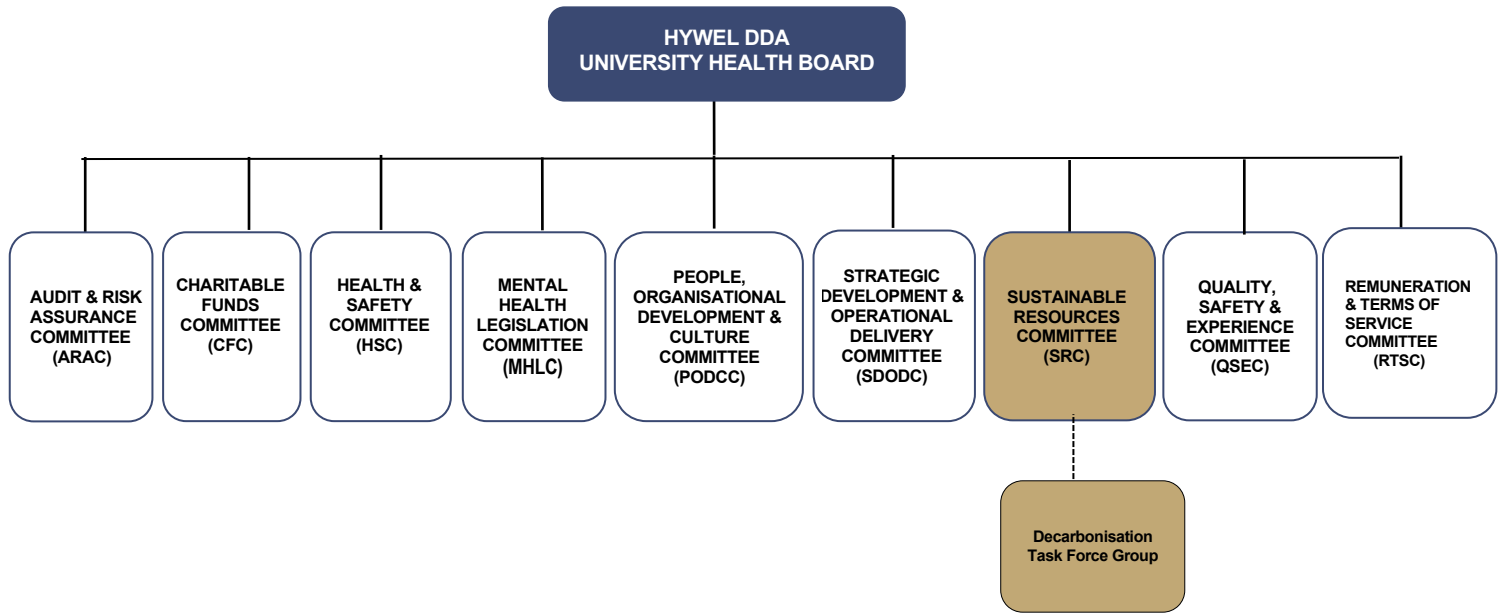 HYWEL DDA
UNIVERSITY HEALTH BOARD
AUDIT & RISK
ASSURANCE
COMMITTEE
(ARAC)
CHARITABLE
FUNDS
COMMITTEE
(CFC)
HEALTH &
SAFETY
COMMITTEE
(HSC)
MENTAL
HEALTH
LEGISLATION
COMMITTEE
(MHLC)
PEOPLE,
ORGANISATIONAL
DEVELOPMENT &
CULTURE
COMMITTEE
(PODCC)
STRATEGIC
DEVELOPMENT &
OPERATIONAL
DELIVERY
COMMITTEE
(SDODC)
SUSTAINABLE
RESOURCES
COMMITTEE
(SRC)
QUALITY,
SAFETY &
EXPERIENCE
COMMITTEE
(QSEC)
REMUNERATION
& TERMS OF
SERVICE
COMMITTEE
(RTSC)
Decarbonisation
Task Force Group